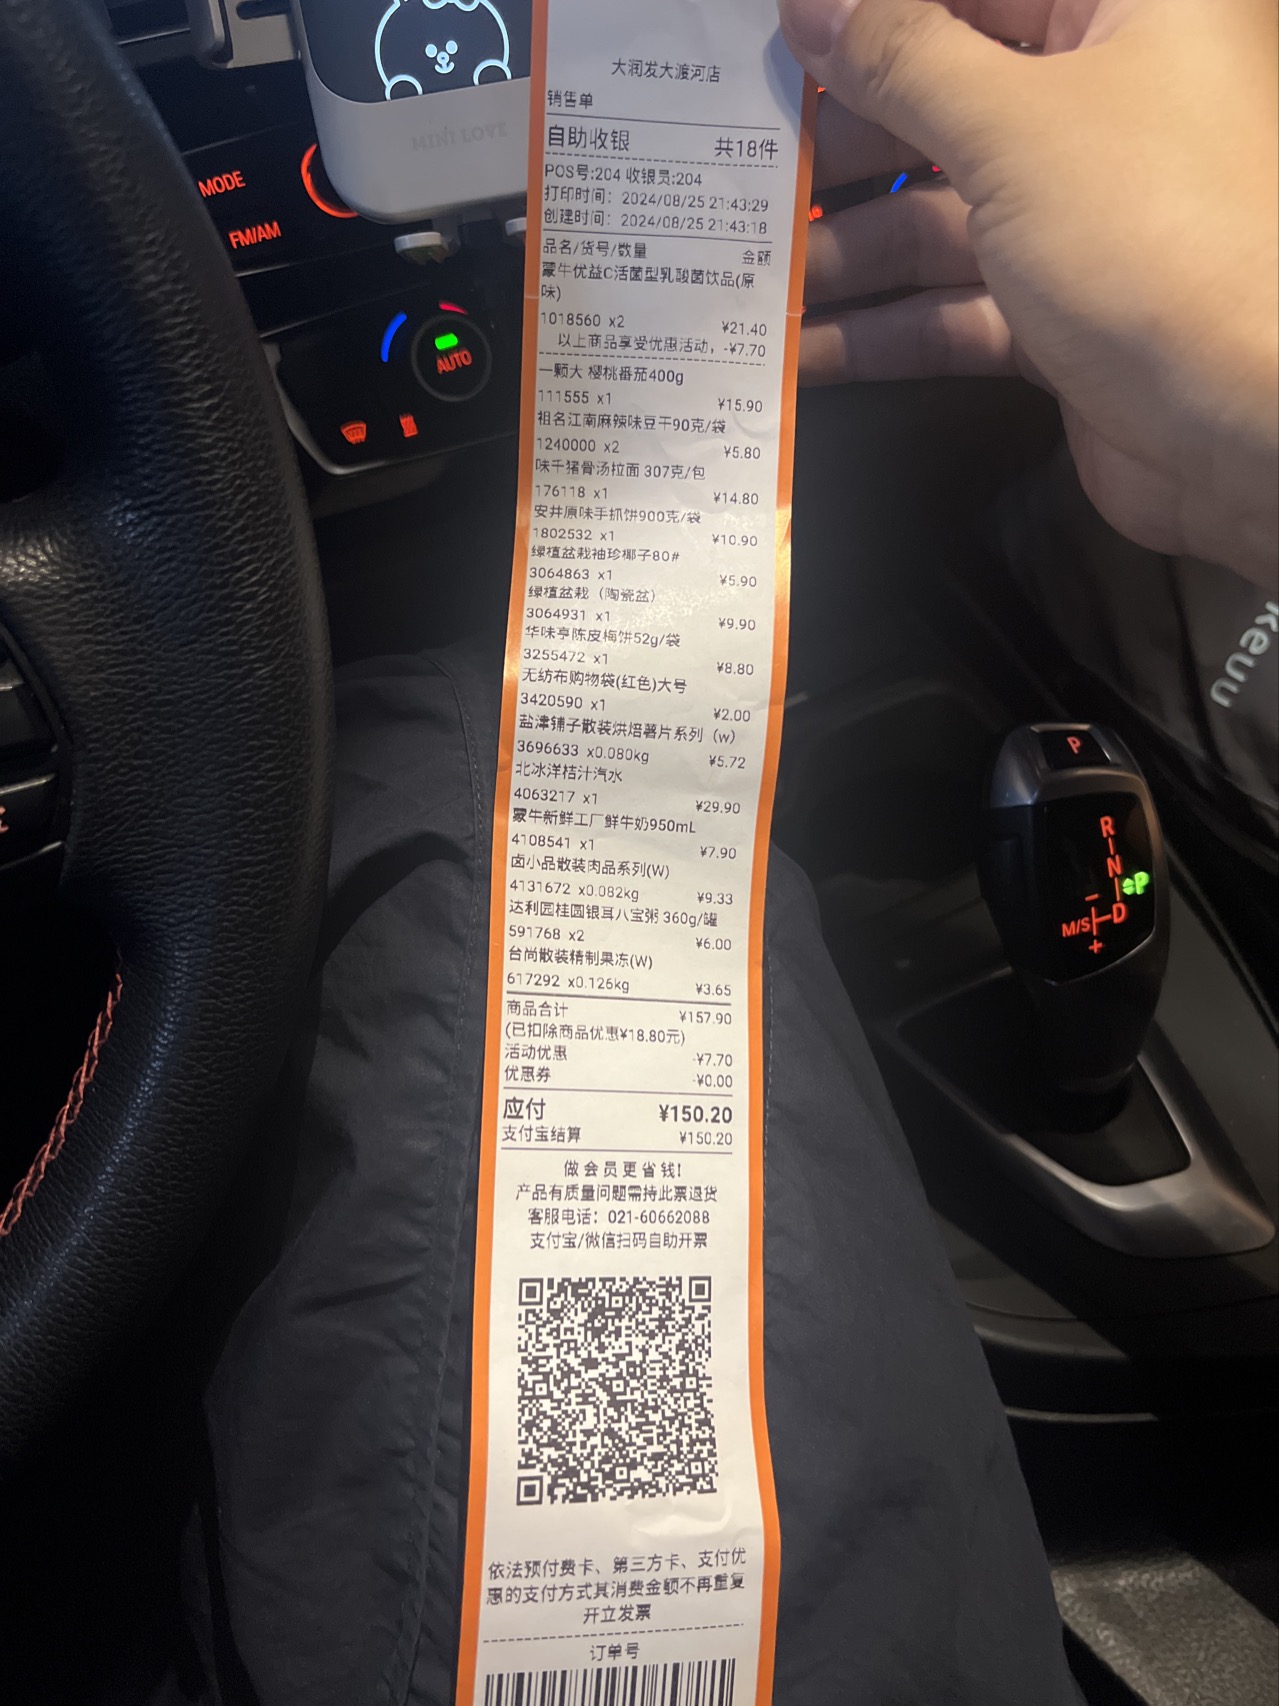 大润发大渡河店
销售单
自助收银 共18件
POS号:204 收银员:204
打印时间：2024/08/25 21:43:29
创建时间：2024/08/25 21:43:18
品名/货号/数量 金额
蒙牛优益C活菌型乳酸菌饮品(原
味)
1018560 x2 ¥21.40
以上商品享受优惠活动，-¥7.70
一颗大 樱桃番茄400g
111555 x1 ¥15.90
祖名江南麻辣味豆干90克/袋
1240000 x2 ¥5.80
味千猪骨汤拉面 307克/包
176118 x1 ¥14.80
安井原味手抓饼900克/袋
1802532 x1 ¥10.90
绿植盆栽袖珍椰子80#
3064863 x1 ¥5.90
绿植盆栽（陶瓷盆）
3064931 x1 ¥9.90
华味亨陈皮梅饼52g/袋
3255472 x1 ¥8.80
无纺布购物袋(红色)大号
3420590 x1 ¥2.00
盐津铺子散装烘焙薯片系列（w）
3696633 x0.080kg ¥5.72
北冰洋桔汁汽水
4063217 x1 ¥29.90
蒙牛新鲜工厂鲜牛奶950mL
4108541 x1 ¥7.90
卤小品散装肉品系列(W)
4131672 x0.082kg ¥9.33
达利园桂圆银耳八宝粥 360g/罐
591768 x2 ¥6.00
台尚散装精制果冻(W)
617292 x0.126kg ¥3.65
商品合计 ¥157.90
(已扣除商品优惠¥18.80元)
活动优惠 -¥7.70
优惠券 -¥0.00
应付 ¥150.20
支付宝结算 ¥150.20
做会员更省钱!
产品有质量问题需持此票退货
客服电话：021-60662088
支付宝/微信扫码自助开票
依法预付费卡、第三方卡、支付优
惠的支付方式其消费金额不再重复
开立发票
订单号
MINI LOVE
MODE
FM/AM
AUTO
keuu
P
R
N
P
D
M/S
－
+